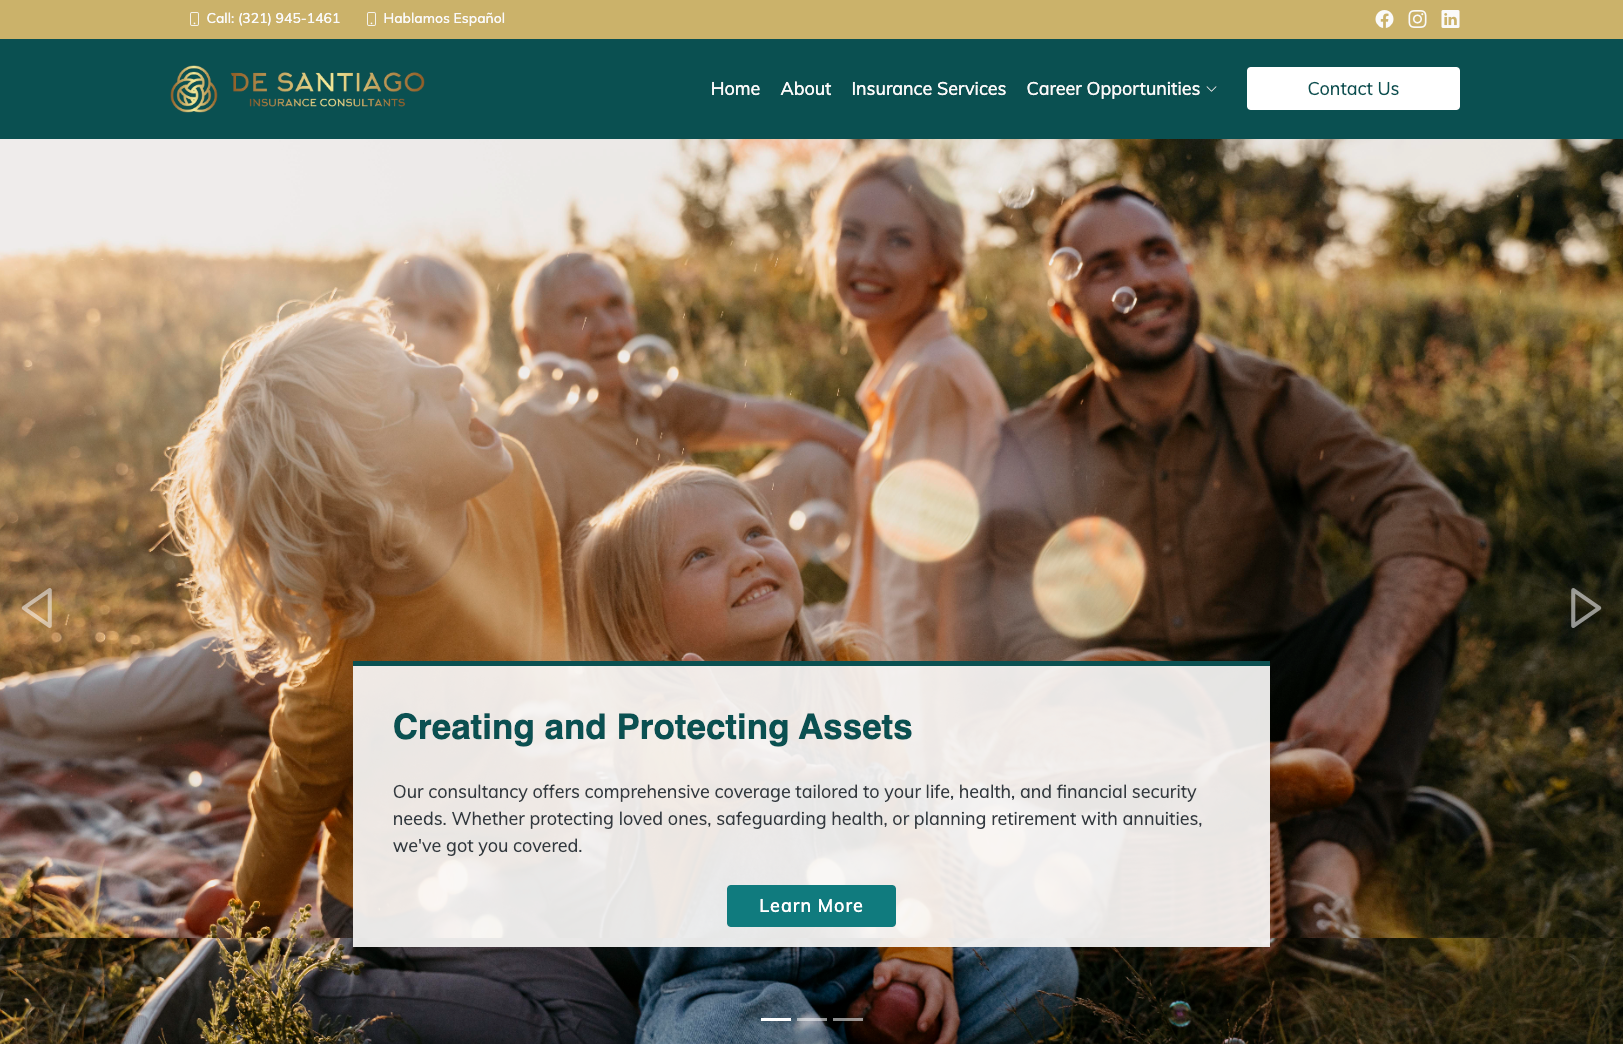 Call: (321) 945-1461
Hablamos Español
DE SANTIAGO
INSURANCE CONSULTANTS
Home
About
Insurance Services
Career Opportunities
Contact Us
Creating and Protecting Assets
Our consultancy offers comprehensive coverage tailored to your life, health, and financial security
needs. Whether protecting loved ones, safeguarding health, or planning retirement with annuities,
we've got you covered.
Learn More